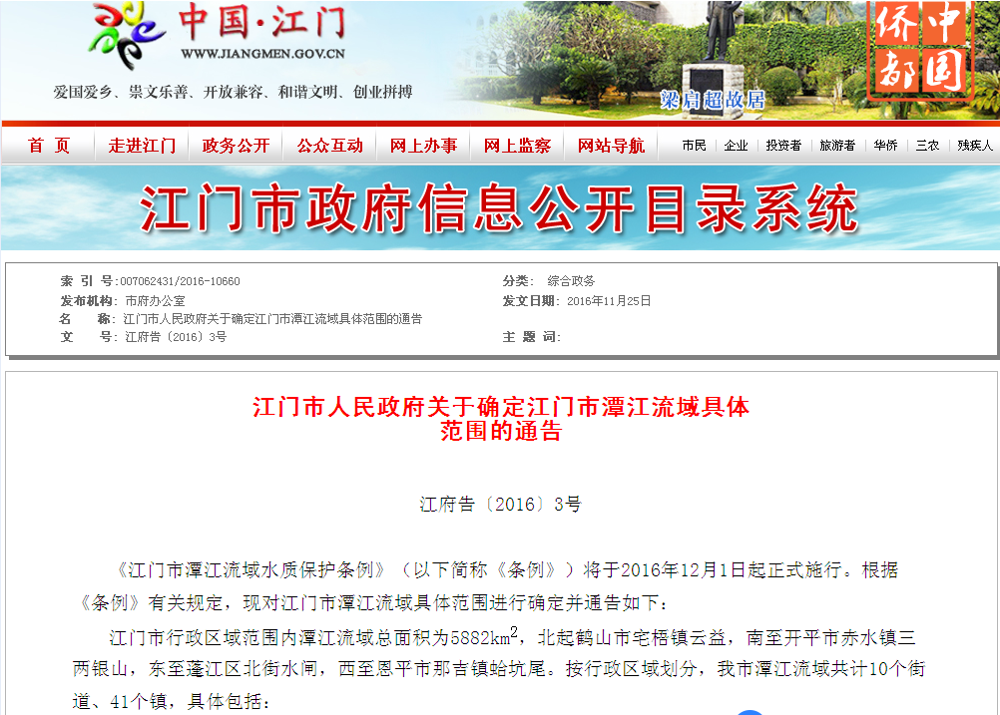 中国·江门
WWW.JIANGMEN.GOV.CN
爱国爱乡、崇文乐善、开放兼容、和谐文明、创业拼搏
梁启超故居
中国
侨都
首 页 走进江门 政务公开 公众互动 网上办事 网上监察 网站导航 市民 企业 投资者 旅游者 华侨 三农 残疾人
江门市政府信息公开目录系统
索 引 号:007062431/2016-10660 分类: 综合政务
发布机构: 市府办公室 发文日期: 2016年11月25日
名 称: 江门市人民政府关于确定江门市潭江流域具体范围的通告
文 号: 江府告〔2016〕3号 主 题 词:
江门市人民政府关于确定江门市潭江流域具体
范围的通告
江府告〔2016〕3号
《江门市潭江流域水质保护条例》（以下简称《条例》）将于2016年12月1日起正式施行。根据
《条例》有关规定，现对江门市潭江流域具体范围进行确定并通告如下：
江门市行政区域范围内潭江流域总面积为5882km²，北起鹤山市宅梧镇云益，南至开平市赤水镇三
两银山，东至蓬江区北街水闸，西至恩平市那吉镇蛤坑尾。按行政区域划分，我市潭江流域共计10个街
道、41个镇，具体包括：